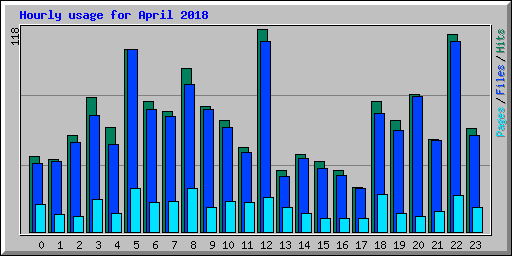 Hourly usage for April 2018
118
Pages / Files / Hits
0 1 2 3 4 5 6 7 8 9 10 11 12 13 14 15 16 17 18 19 20 21 22 23